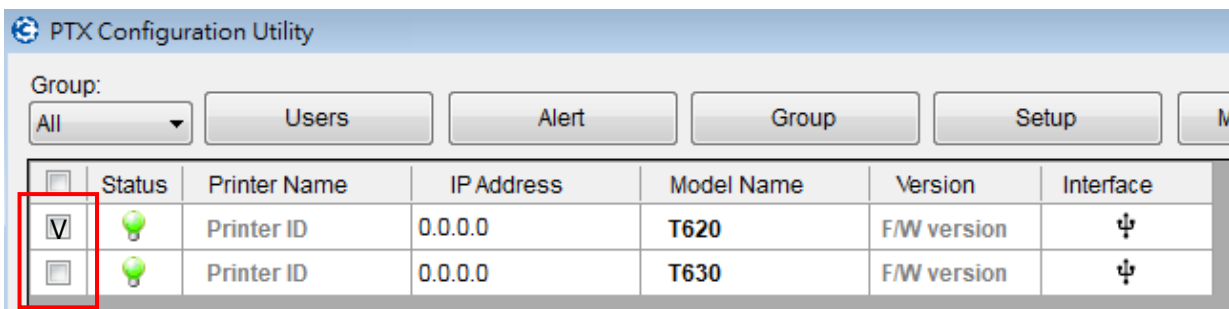 PTX Configuration Utility
Group:
All Users Alert Group Setup M
Status Printer Name IP Address Model Name Version Interface
V Printer ID 0.0.0.0 T620 F/W version
Printer ID 0.0.0.0 T630 F/W version